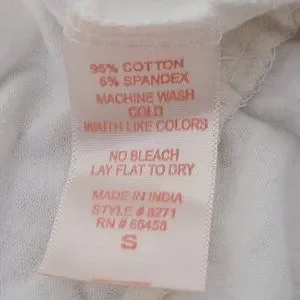 95% COTTON
5% SPANDEX
MACHINE WASH
COLD
WAITH LIKE COLORS
NO BLEACH
LAY FLAT TO DRY
MADE IN INDIA
STYLE # 8271
RN # 66458
S